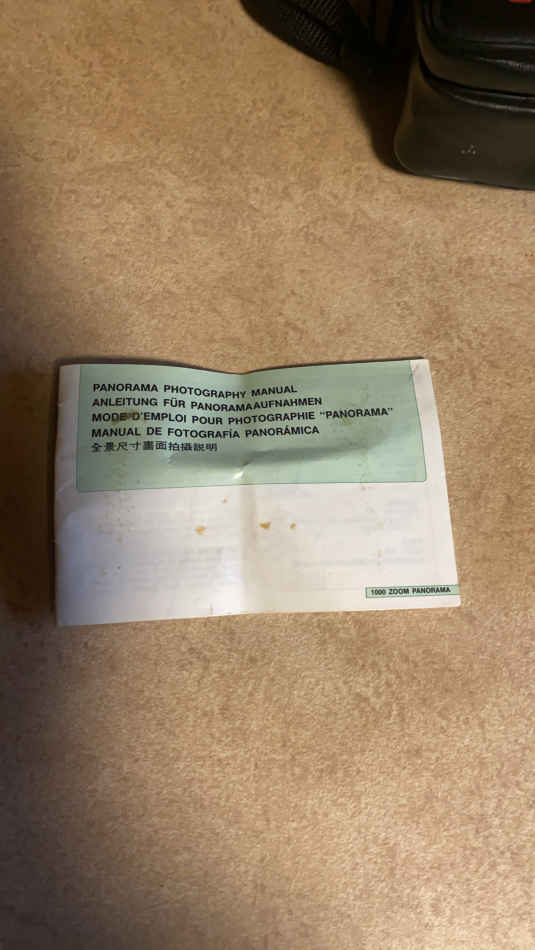 PANORAMA PHOTOGRAPHY MANUAL
ANLEITUNG FÜR PANORAMAAUFNAHMEN
MODE D'EMPLOI POUR PHOTOGRAPHIE "PANORAMA"
MANUAL DE FOTOGRAFÍA PANORÁMICA
全景尺寸畫面拍攝説明
1000 ZOOM PANORAMA